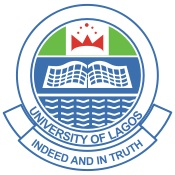 UNIVERSITY OF LAGOS
INDEED AND IN TRUTH